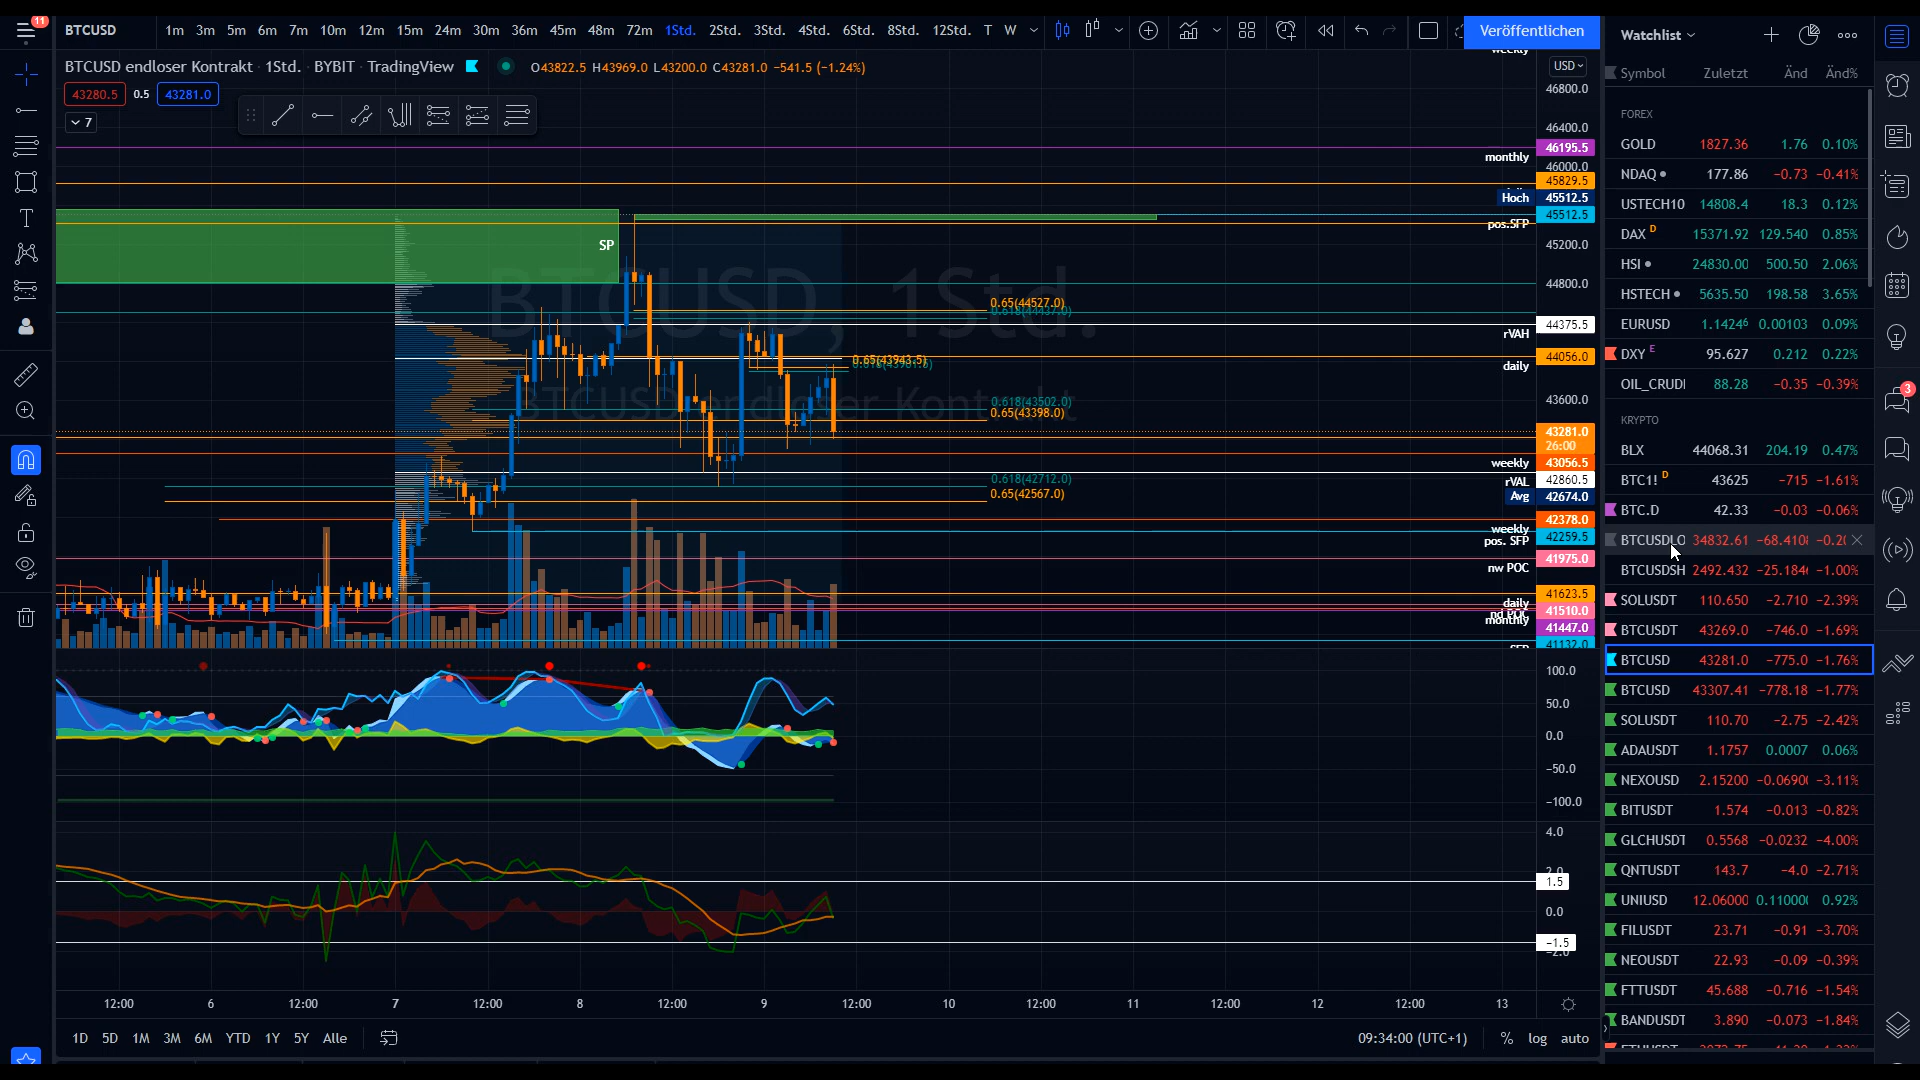 11
BTCUSD
1m 3m 5m 6m 7m 10m 12m 15m 24m 30m 36m 45m 48m 72m 1Std. 2Std. 3Std. 4Std. 6Std. 8Std. 12Std. T W
Veröffentlichen
BTCUSD endloser Kontrakt · 1Std. · BYBIT · TradingView
O43822.5 H43969.0 L43200.0 C43281.0 −541.5 (−1.24%)
43280.5 0.5 43281.0
7
USD
weekly
46800.0
46400.0
46195.5
monthly
46000.0
45829.5
Hoch 45512.5
45512.5
pos.SFP
SP
45200.0
44800.0
BTCUSD, 1Std.
BTCUSD endloser Kontrakt
0.65(44527.0)
0.618(44437.0)
44375.5
rVAH
44056.0
daily
0.65(43943.5)
43600.0
0.618(43502.0)
0.65(43398.0)
43281.0
26:00
weekly 43056.5
rVAL 42860.5
Avg 42674.0
0.618(42712.0)
0.65(42567.0)
42378.0
weekly
42259.5
pos. SFP
41975.0
nw POC
41623.5
daily
41510.0
nd POC
monthly
41447.0
41132.0
SFP
100.0
50.0
0.0
−50.0
−100.0
4.0
2.0
1.5
0.0
−1.5
−2.0
12:00 6 12:00 7 12:00 8 12:00 9 12:00 10 12:00 11 12:00 12 12:00 13
1D 5D 1M 3M 6M YTD 1Y 5Y Alle
09:34:00 (UTC+1) % log auto
Watchlist
Symbol Zuletzt Änd Änd%
FOREX
GOLD 1827.36 1.76 0.10%
NDAQ 177.86 −0.73 −0.41%
USTECH10 14808.4 18.3 0.12%
DAX D 15371.92 129.540 0.85%
HSI 24830.00 500.50 2.06%
HSTECH 5635.50 198.58 3.65%
EURUSD 1.14246 0.00103 0.09%
DXY E 95.627 0.212 0.22%
OIL_CRUDI 88.28 −0.35 −0.39%
KRYPTO
BLX 44068.31 204.19 0.47%
BTC1! D 43625 −715 −1.61%
BTC.D 42.33 −0.03 −0.06%
BTCUSDLO 34832.61 −68.410 −0.2
BTCUSDSH 2492.432 −25.184 −1.00%
SOLUSDT 110.650 −2.710 −2.39%
BTCUSDT 43269.0 −746.0 −1.69%
BTCUSD 43281.0 −775.0 −1.76%
BTCUSD 43307.41 −778.18 −1.77%
SOLUSDT 110.70 −2.75 −2.42%
ADAUSDT 1.1757 0.0007 0.06%
NEXOUSD 2.15200 −0.0690 −3.11%
BITUSDT 1.574 −0.013 −0.82%
GLCHUSDT 0.5568 −0.0232 −4.00%
QNTUSDT 143.7 −4.0 −2.71%
UNIUSD 12.06000 0.11000 0.92%
FILUSDT 23.71 −0.91 −3.70%
NEOUSDT 22.93 −0.09 −0.39%
FTTUSDT 45.688 −0.716 −1.54%
BANDUSDT 3.890 −0.073 −1.84%
3